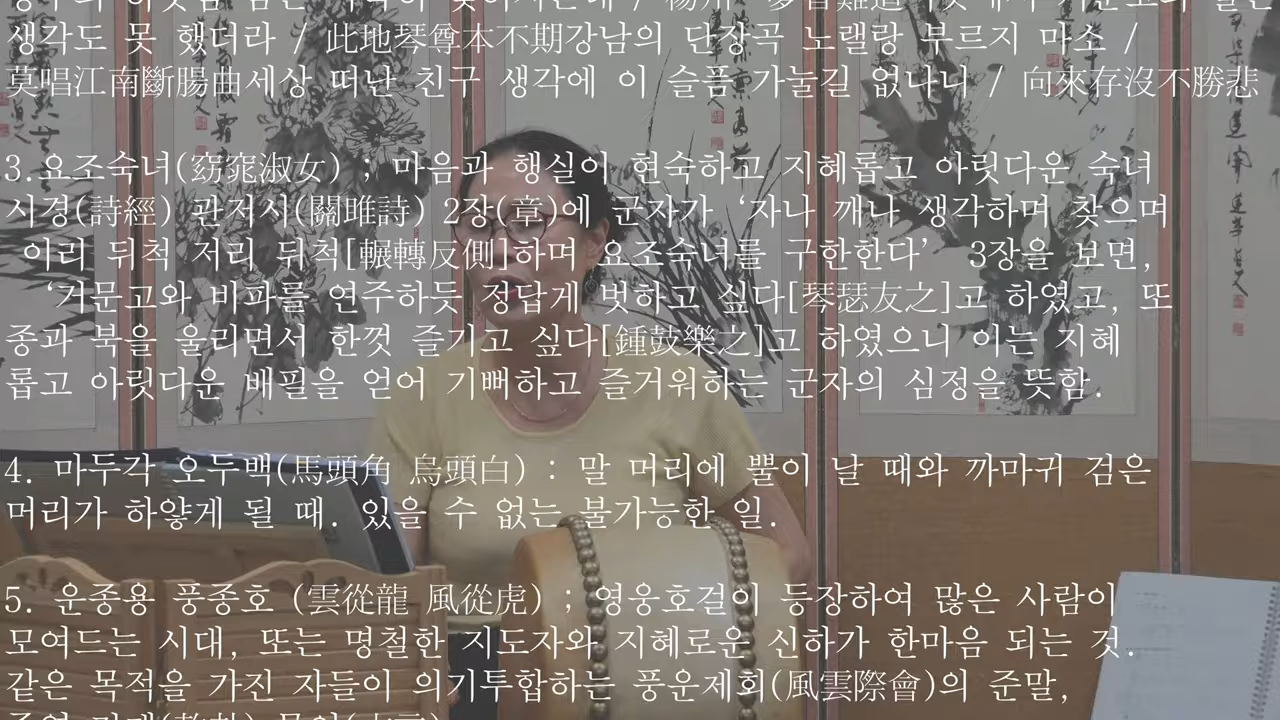 생각도 못 했더라 / 此地琴尊本不期강남의 단장곡 노랠랑 부르지 마소 /
莫唱江南斷腸曲세상 떠난 친구 생각에 이 슬픔 가눌길 없나니 / 向來存沒不勝悲
3.요조숙녀(窈窕淑女) ; 마음과 행실이 현숙하고 지혜롭고 아릿다운 숙녀
시경(詩經) 관저시(關雎詩) 2장(章)에 군자가 ‘자나 깨나 생각하며 찾으며
이리 뒤척 저리 뒤척[輾轉反側]하며 요조숙녀를 구한한다’ 3장을 보면,
‘거문고와 비파를 연주하듯 정답게 벗하고 싶다[琴瑟友之]고 하였고, 또
종과 북을 울리면서 한껏 즐기고 싶다[鍾鼓樂之]고 하였으니 이는 지혜
롭고 아릿다운 배필을 얻어 기뻐하고 즐거워하는 군자의 심정을 뜻함.
4. 마두각 오두백(馬頭角 烏頭白) : 말 머리에 뿔이 날 때와 까마귀 검은
머리가 하얗게 될 때. 있을 수 없는 불가능한 일.
5. 운종용 풍종호 (雲從龍 風從虎) ; 영웅호걸이 등장하여 많은 사람이
모여드는 시대, 또는 명철한 지도자와 지혜로운 신하가 한마음 되는 것.
같은 목적을 가진 자들이 의기투합하는 풍운제회(風雲際會)의 준말,